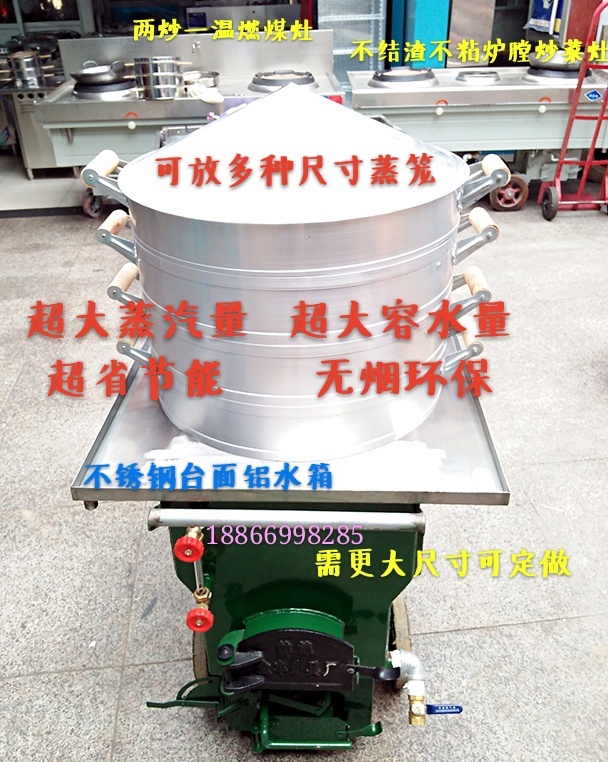 两炒一温燃煤灶
不结渣不粘炉膛炒菜灶
可放多种尺寸蒸笼
超大蒸汽量 超大容水量
超省节能 无烟环保
不锈钢台面铝水箱
18866998285
需更大尺寸可定做